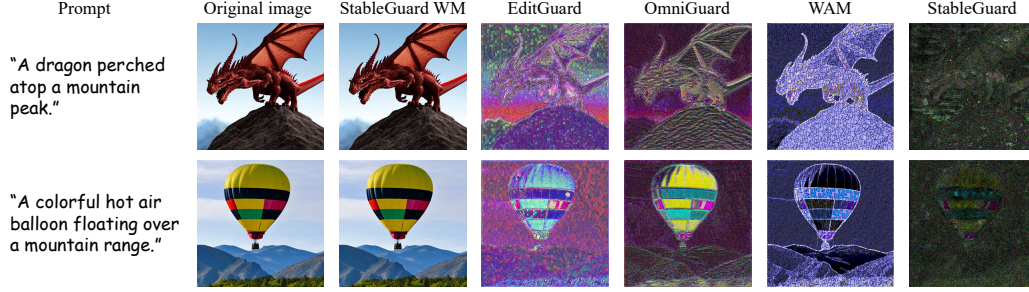 Prompt Original image StableGuard WM EditGuard OmniGuard WAM StableGuard
“A dragon perched
atop a mountain
peak.”
“A colorful hot air
balloon floating over
a mountain range.”